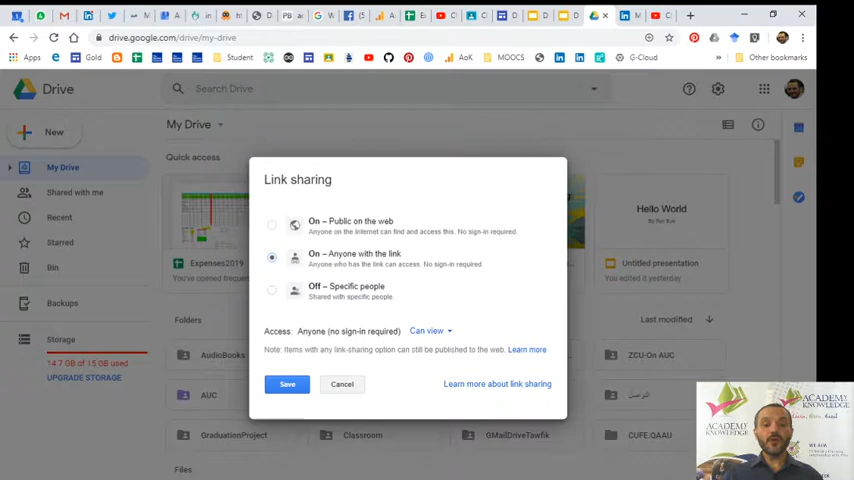 drive.google.com/drive/my-drive
Apps
Gold
Student
AoK
MOOCS
G-Cloud
Other bookmarks
Drive
Search Drive
New
My Drive
Quick access
My Drive
Shared with me
Recent
Starred
Bin
Backups
Storage
14.7 GB of 15 GB used
UPGRADE STORAGE
Expenses2019
You've opened frequen
Hello World
Untitled presentation
You edited it yesterday
Folders
Last modified
AudioBooks
ZCU-On AUC
AUC
التواصل
GraduationProject
Classroom
GMailDriveTawfik
CUFE.QAAU
Files
Link sharing
On – Public on the web
Anyone on the Internet can find and access this. No sign-in required.
On – Anyone with the link
Anyone who has the link can access. No sign-in required.
Off – Specific people
Shared with specific people.
Access: Anyone (no sign-in required) Can view
Note: Items with any link-sharing option can still be published to the web. Learn more
Save
Cancel
Learn more about link sharing
ACADEMY
KNOWLEDGE
ACADEMY
KNOWLEDGE